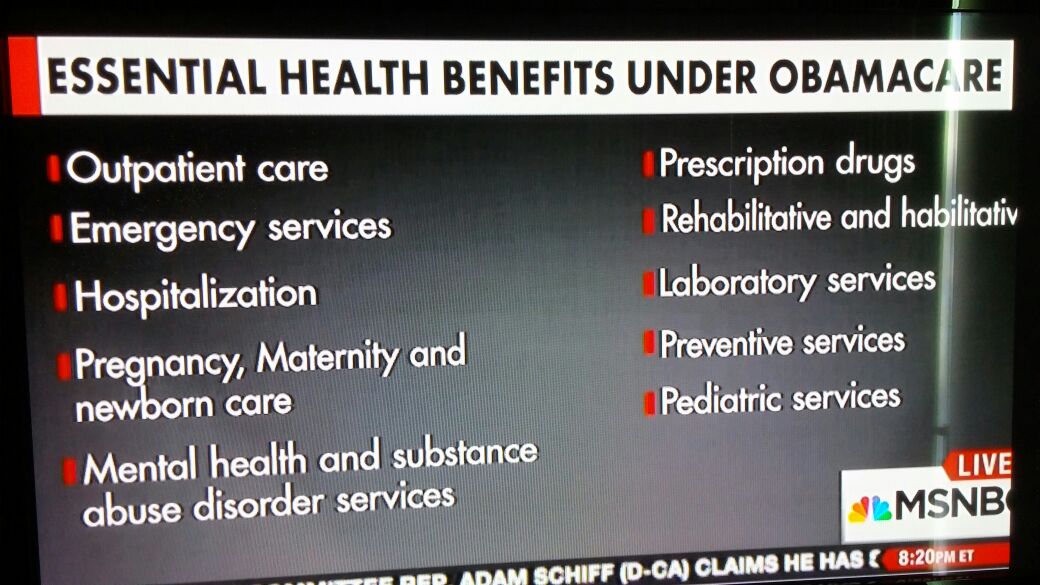 ESSENTIAL HEALTH BENEFITS UNDER OBAMACARE
Outpatient care
Emergency services
Hospitalization
Pregnancy, Maternity and
newborn care
Mental health and substance
abuse disorder services
Prescription drugs
Rehabilitative and habilitativ
Laboratory services
Preventive services
Pediatric services
LIVE
MSNB
REP. ADAM SCHIFF (D-CA) CLAIMS HE HAS
8:20PM ET